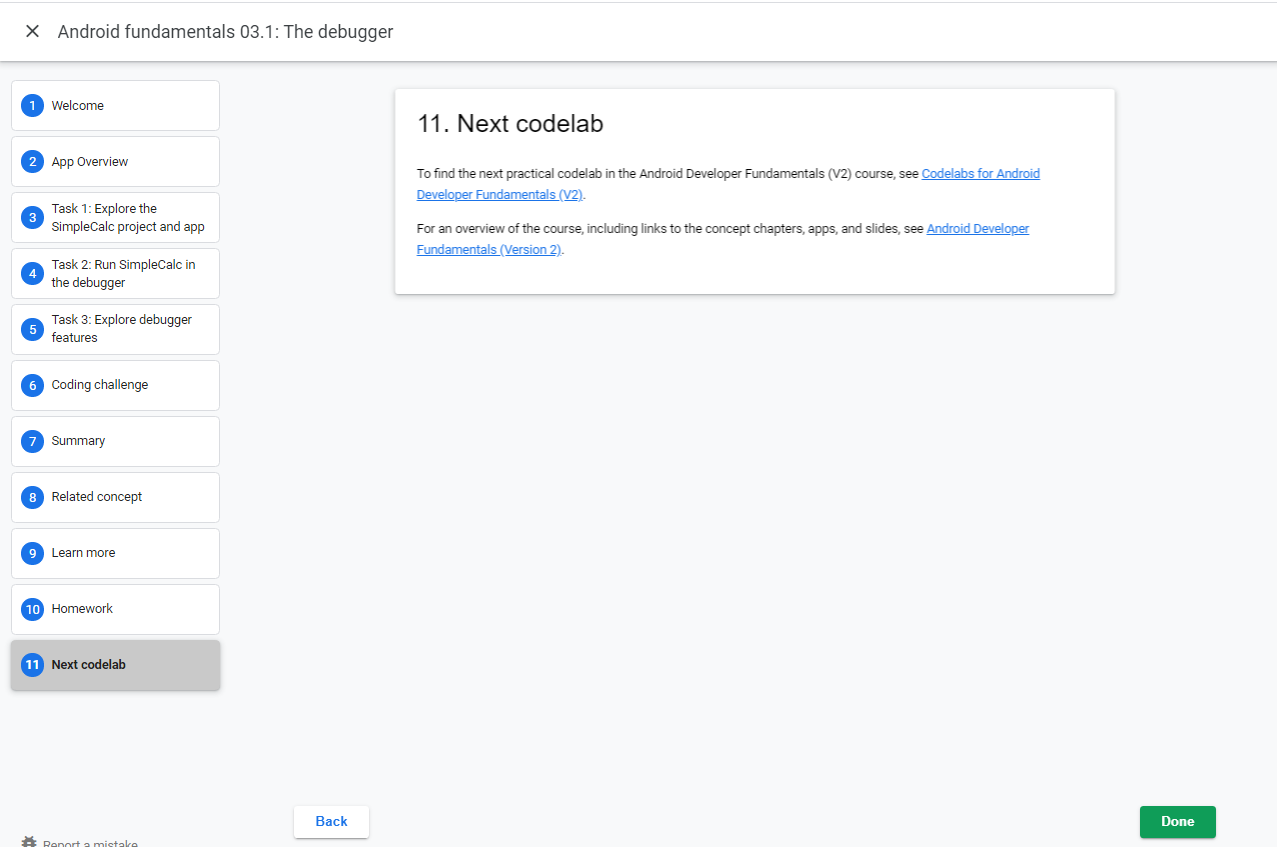 Android fundamentals 03.1: The debugger
1 Welcome
2 App Overview
3 Task 1: Explore the
SimpleCalc project and app
4 Task 2: Run SimpleCalc in
the debugger
5 Task 3: Explore debugger
features
6 Coding challenge
7 Summary
8 Related concept
9 Learn more
10 Homework
11 Next codelab
11. Next codelab
To find the next practical codelab in the Android Developer Fundamentals (V2) course, see Codelabs for Android
Developer Fundamentals (V2).
For an overview of the course, including links to the concept chapters, apps, and slides, see Android Developer
Fundamentals (Version 2).
Back
Done
Report a mistake